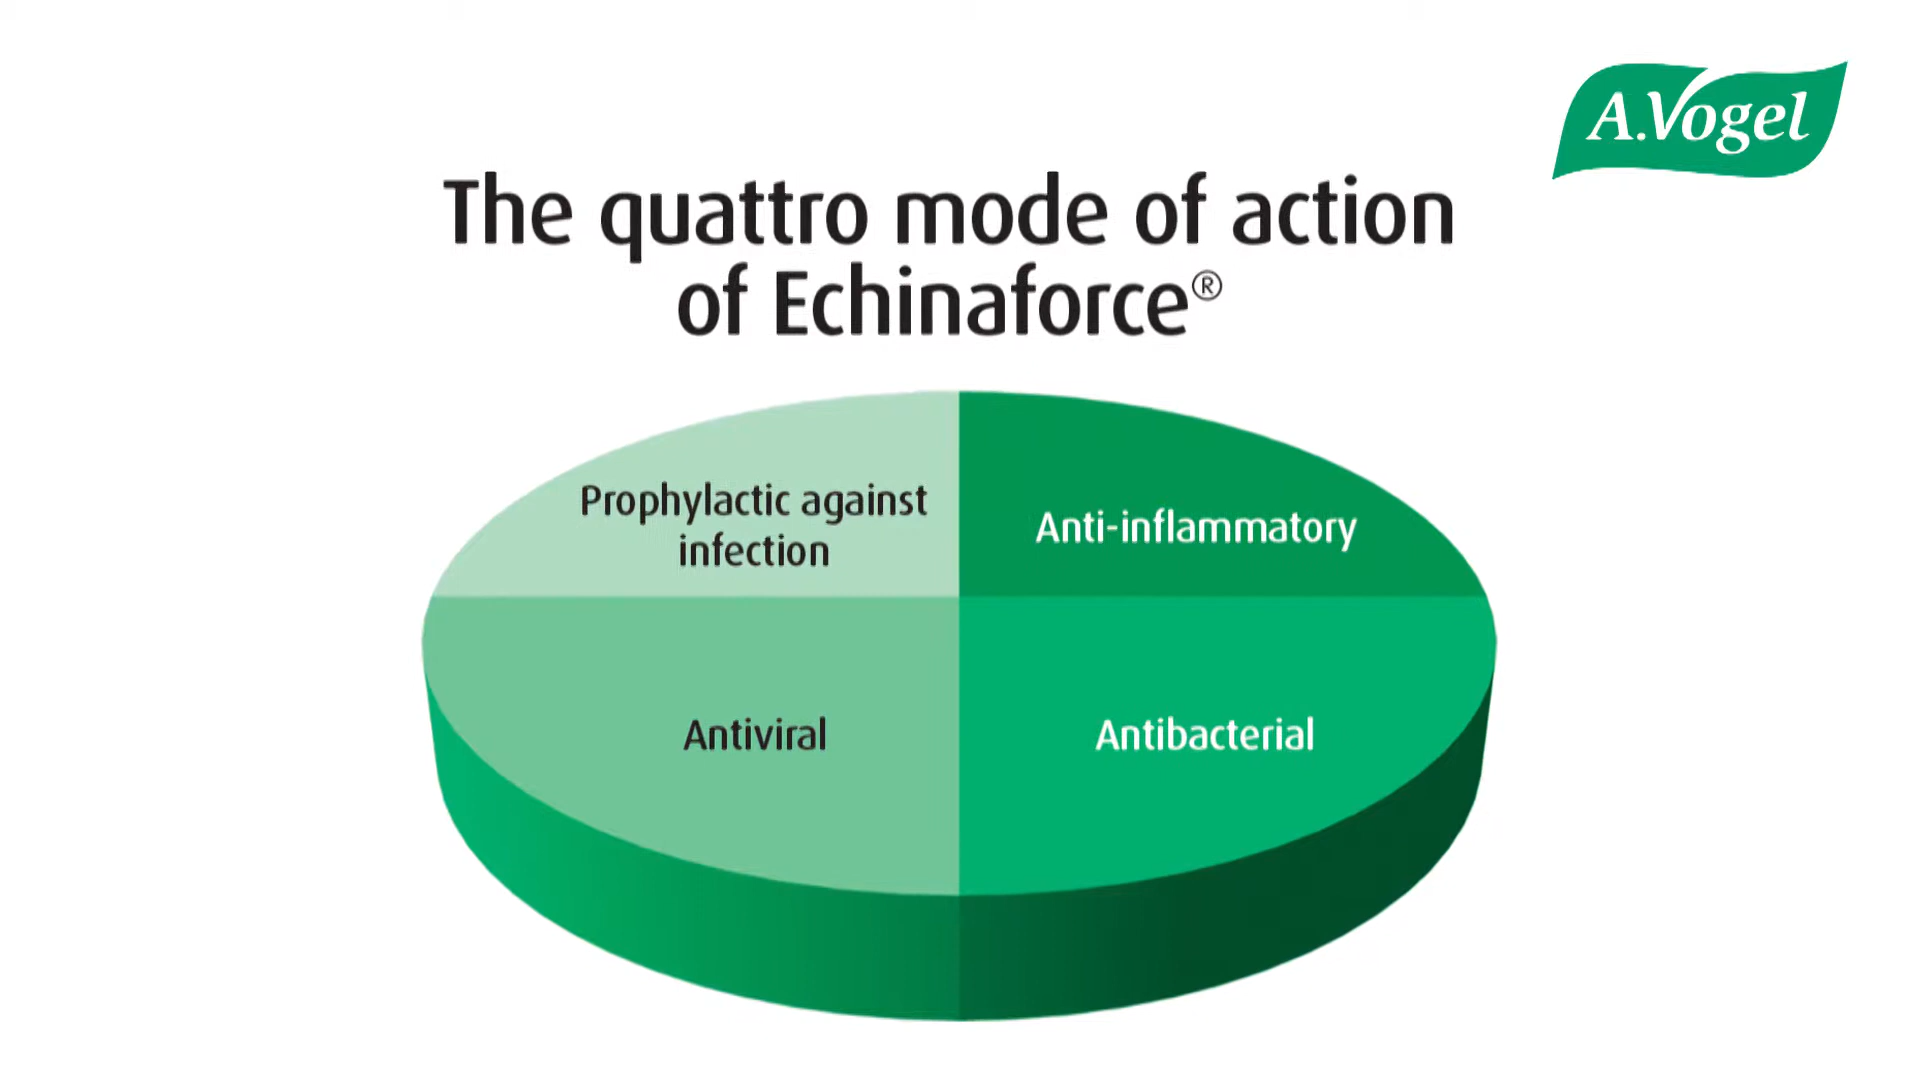 A.Vogel
The quattro mode of action
of Echinaforce®
Prophylactic against
infection
Anti-inflammatory
Antiviral
Antibacterial